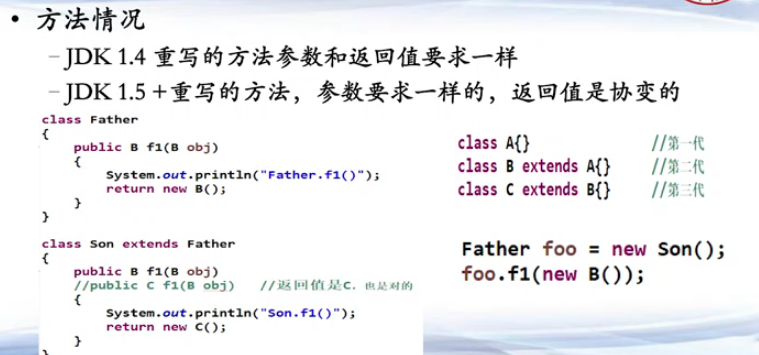 • 方法情况
– JDK 1.4 重写的方法参数和返回值要求一样
– JDK 1.5 +重写的方法，参数要求一样的，返回值是协变的
class Father
{
public B f1(B obj)
{
System.out.println("Father.f1()");
return new B();
}
}
class Son extends Father
{
public B f1(B obj)
//public C f1(B obj) //返回值是C. 也是对的
{
System.out.println("Son.f1()");
return new C();
}
}
class A{} //第一代
class B extends A{} //第二代
class C extends B{} //第三代
Father foo = new Son();
foo.f1(new B());